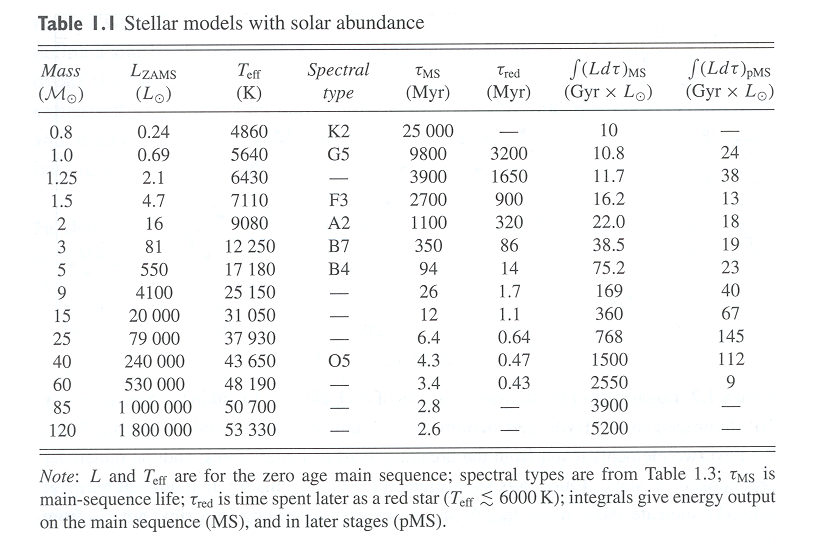 Table 1.1 Stellar models with solar abundance
Mass L_ZAMS T_eff Spectral τ_MS τ_red ∫(Ldτ)_MS ∫(Ldτ)_pMS
(M_⊙) (L_⊙) (K) type (Myr) (Myr) (Gyr × L_⊙) (Gyr × L_⊙)
0.8 0.24 4860 K2 25 000 — 10 —
1.0 0.69 5640 G5 9800 3200 10.8 24
1.25 2.1 6430 — 3900 1650 11.7 38
1.5 4.7 7110 F3 2700 900 16.2 13
2 16 9080 A2 1100 320 22.0 18
3 81 12 250 B7 350 86 38.5 19
5 550 17 180 B4 94 14 75.2 23
9 4100 25 150 — 26 1.7 169 40
15 20 000 31 050 — 12 1.1 360 67
25 79 000 37 930 — 6.4 0.64 768 145
40 240 000 43 650 O5 4.3 0.47 1500 112
60 530 000 48 190 — 3.4 0.43 2550 9
85 1 000 000 50 700 — 2.8 — 3900 —
120 1 800 000 53 330 — 2.6 — 5200 —
Note: L and T_eff are for the zero age main sequence; spectral types are from Table 1.3; τ_MS is
main-sequence life; τ_red is time spent later as a red star (T_eff ≲ 6000 K); integrals give energy output
on the main sequence (MS), and in later stages (pMS).